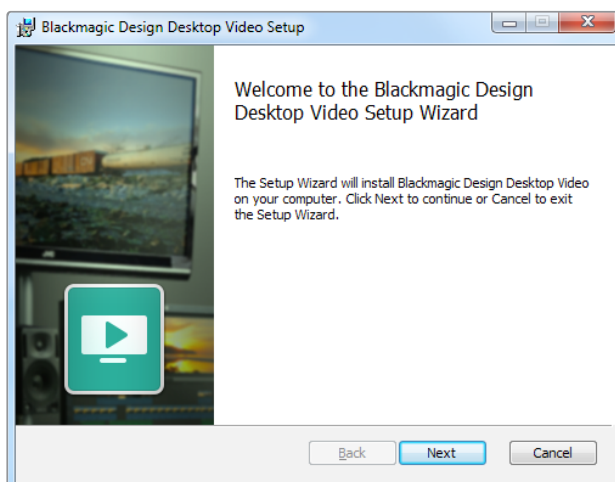 Blackmagic Design Desktop Video Setup
Welcome to the Blackmagic Design
Desktop Video Setup Wizard
The Setup Wizard will install Blackmagic Design Desktop Video
on your computer. Click Next to continue or Cancel to exit
the Setup Wizard.
Back
Next
Cancel